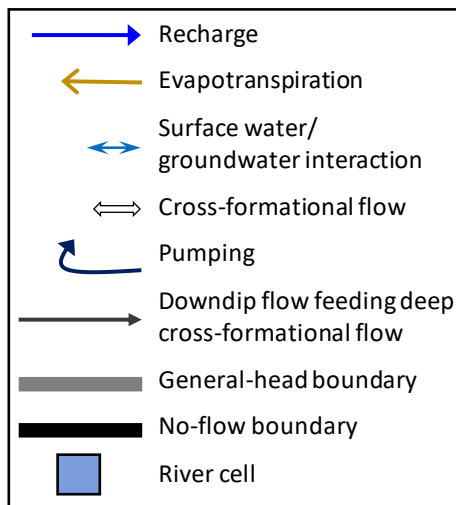 Recharge
Evapotranspiration
Surface water/
groundwater interaction
Cross-formational flow
Pumping
Downdip flow feeding deep
cross-formational flow
General-head boundary
No-flow boundary
River cell